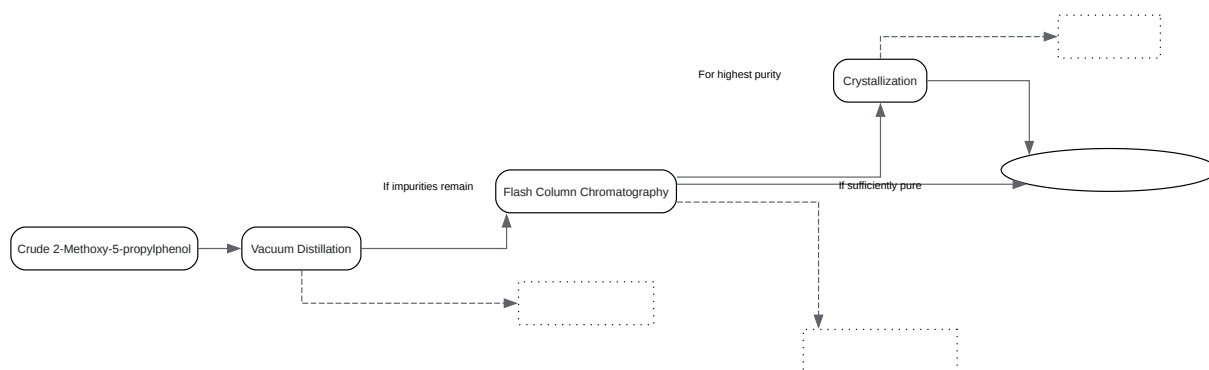 For highest purity
Crystallization
If impurities remain
Flash Column Chromatography
If sufficiently pure
Crude 2-Methoxy-5-propylphenol
Vacuum Distillation